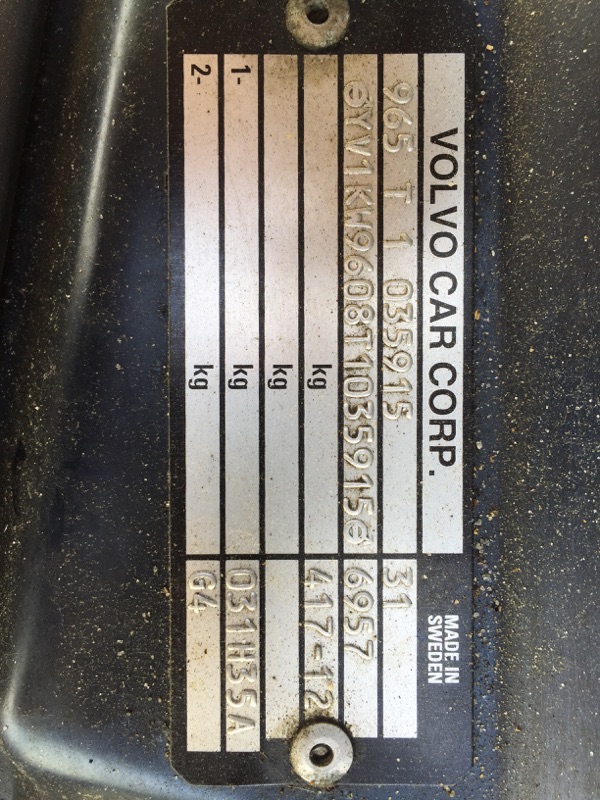 VOLVO CAR CORP.
MADE IN
SWEDEN
965 T 1 035915 31
YV1KH9608T1035915 6957
kg 417-12
kg
1- kg 031H35A
2- kg G4